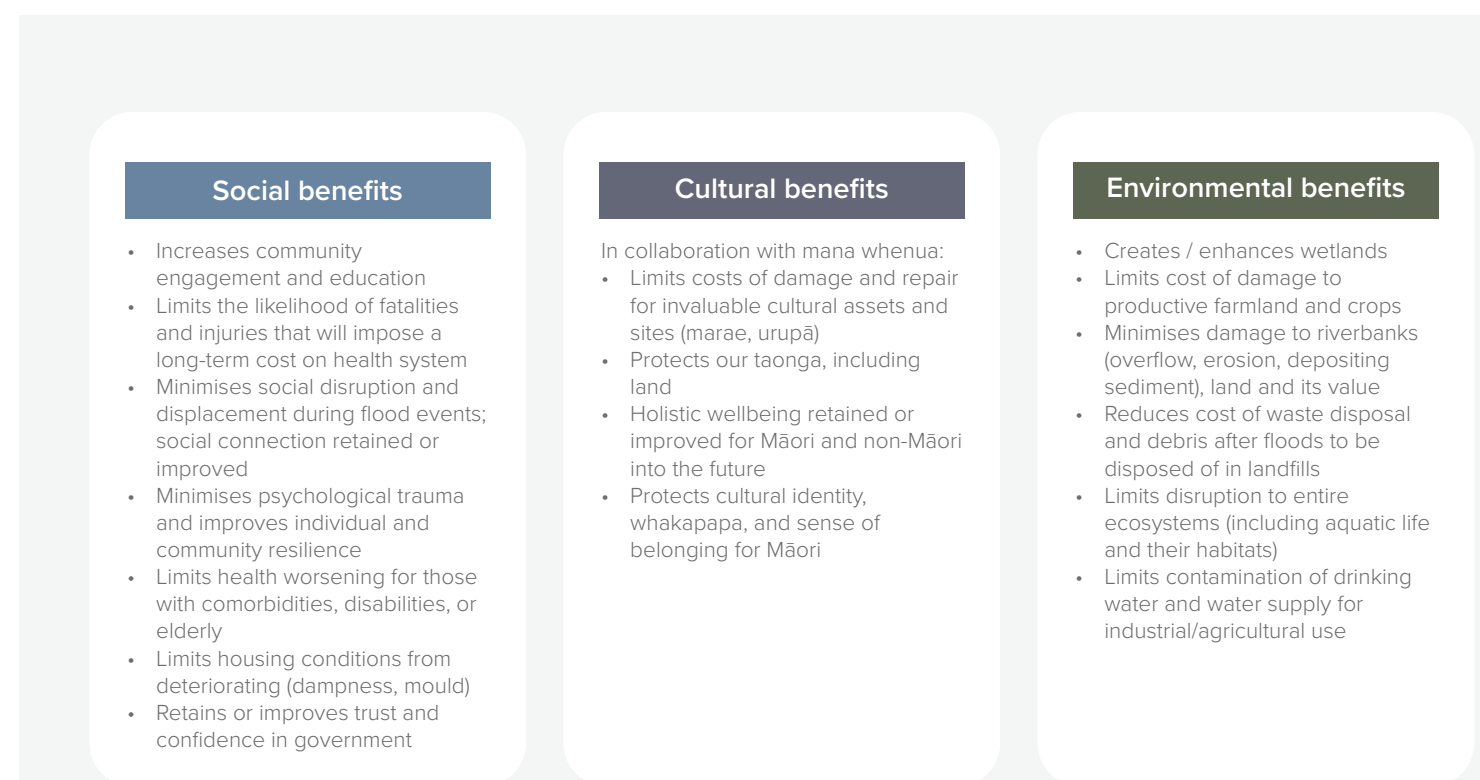 Social benefits
• Increases community
engagement and education
• Limits the likelihood of fatalities
and injuries that will impose a
long-term cost on health system
• Minimises social disruption and
displacement during flood events;
social connection retained or
improved
• Minimises psychological trauma
and improves individual and
community resilience
• Limits health worsening for those
with comorbidities, disabilities, or
elderly
• Limits housing conditions from
deteriorating (dampness, mould)
• Retains or improves trust and
confidence in government
Cultural benefits
In collaboration with mana whenua:
• Limits costs of damage and repair
for invaluable cultural assets and
sites (marae, urupā)
• Protects our taonga, including
land
• Holistic wellbeing retained or
improved for Māori and non-Māori
into the future
• Protects cultural identity,
whakapapa, and sense of
belonging for Māori
Environmental benefits
• Creates / enhances wetlands
• Limits cost of damage to
productive farmland and crops
• Minimises damage to riverbanks
(overflow, erosion, depositing
sediment), land and its value
• Reduces cost of waste disposal
and debris after floods to be
disposed of in landfills
• Limits disruption to entire
ecosystems (including aquatic life
and their habitats)
• Limits contamination of drinking
water and water supply for
industrial/agricultural use